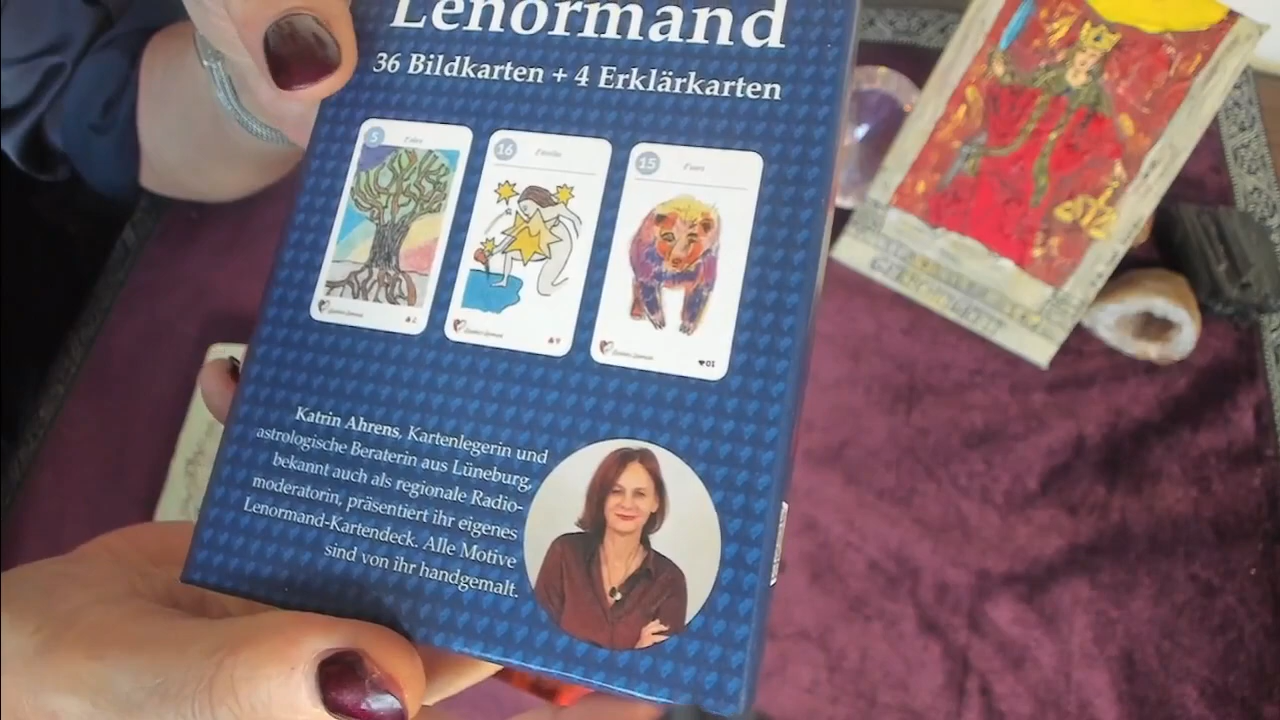 Lenormand
36 Bildkarten + 4 Erklärkarten
5
16
15
Katrin Ahrens, Kartenlegerin und
astrologische Beraterin aus Lüneburg,
bekannt auch als regionale Radio-
moderatorin, präsentiert ihr eigenes
Lenormand-Kartendeck. Alle Motive
sind von ihr handgemalt.